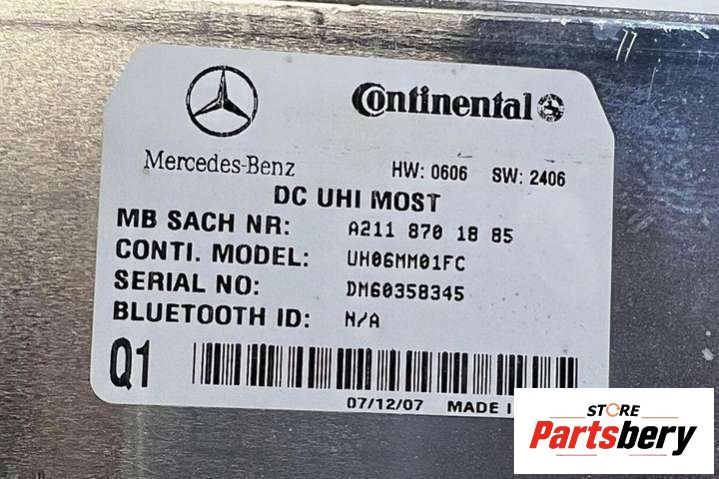 Continental
Mercedes-Benz
HW: 0606 SW: 2406
DC UHI MOST
MB SACH NR: A211 870 18 85
CONTI. MODEL: UH06MM01FC
SERIAL NO: DM60358345
BLUETOOTH ID: N/A
Q1
07/12/07 MADE I
STORE
Partsbery